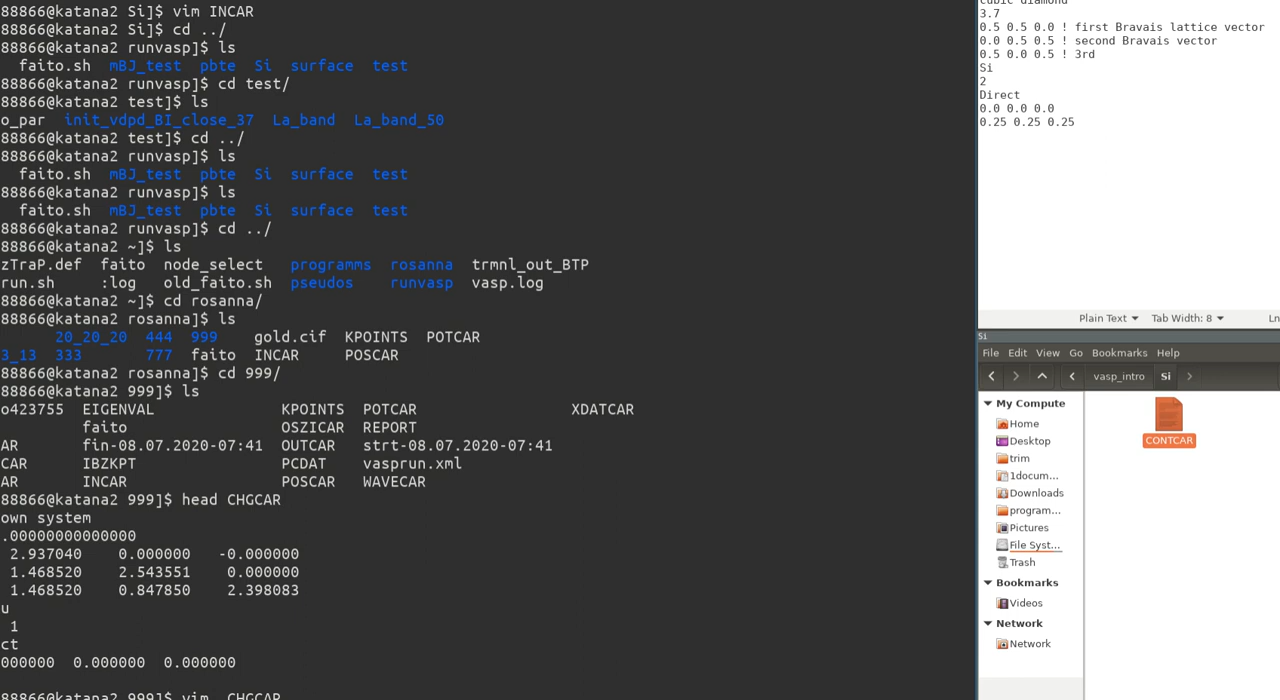 88866@katana2 Si]$ vim INCAR
88866@katana2 Si]$ cd ../
88866@katana2 runvasp]$ ls
faito.sh mBJ_test pbte Si surface test
88866@katana2 runvasp]$ cd test/
88866@katana2 test]$ ls
o_par init_vdpd_BI_close_37 La_band La_band_50
88866@katana2 test]$ cd ../
88866@katana2 runvasp]$ ls
faito.sh mBJ_test pbte Si surface test
88866@katana2 runvasp]$ ls
faito.sh mBJ_test pbte Si surface test
88866@katana2 runvasp]$ cd ../
88866@katana2 ~]$ ls
zTraP.def faito node_select programms rosanna trmnl_out_BTP
run.sh :log old_faito.sh pseudos runvasp vasp.log
88866@katana2 ~]$ cd rosanna/
88866@katana2 rosanna]$ ls
20_20_20 444 999 gold.cif KPOINTS POTCAR
3_13 333 777 faito INCAR POSCAR
88866@katana2 rosanna]$ cd 999/
88866@katana2 999]$ ls
o423755 EIGENVAL KPOINTS POTCAR XDATCAR
faito OSZICAR REPORT
AR fin-08.07.2020-07:41 OUTCAR strt-08.07.2020-07:41
CAR IBZKPT PCDAT vasprun.xml
AR INCAR POSCAR WAVECAR
88866@katana2 999]$ head CHGCAR
own system
.00000000000000
2.937040 0.000000 -0.000000
1.468520 2.543551 0.000000
1.468520 0.847850 2.398083
u
1
ct
000000 0.000000 0.000000
88866@katana2 999]$ vim CHGCAR
cubic diamond
3.7
0.5 0.5 0.0 ! first Bravais lattice vector
0.0 0.5 0.5 ! second Bravais vector
0.5 0.0 0.5 ! 3rd
Si
2
Direct
0.0 0.0 0.0
0.25 0.25 0.25
Plain Text Tab Width: 8 Ln
Si
File Edit View Go Bookmarks Help
vasp_intro Si
My Compute
Home
Desktop
trim
1docum...
Downloads
program...
Pictures
File Syst...
Trash
Bookmarks
Videos
Network
Network
CONTCAR